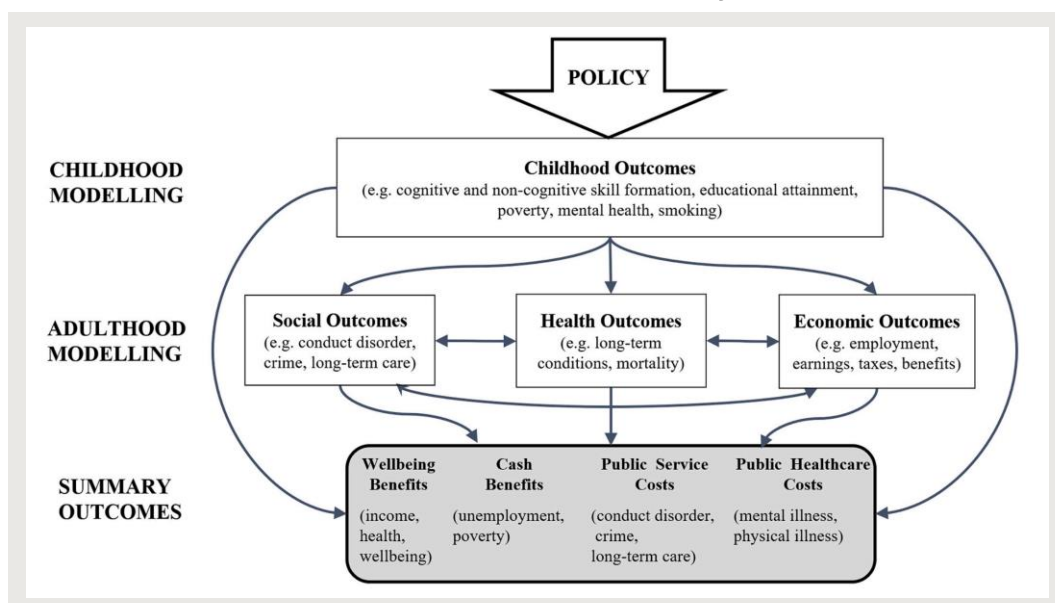 POLICY
CHILDHOOD
MODELLING
Childhood Outcomes
(e.g. cognitive and non-cognitive skill formation, educational attainment,
poverty, mental health, smoking)
ADULTHOOD
MODELLING
Social Outcomes
(e.g. conduct disorder,
crime, long-term care)
Health Outcomes
(e.g. long-term
conditions, mortality)
Economic Outcomes
(e.g. employment,
earnings, taxes, benefits)
SUMMARY
OUTCOMES
Wellbeing
Benefits
(income,
health,
wellbeing)
Cash
Benefits
(unemployment,
poverty)
Public Service
Costs
(conduct disorder,
crime,
long-term care)
Public Healthcare
Costs
(mental illness,
physical illness)